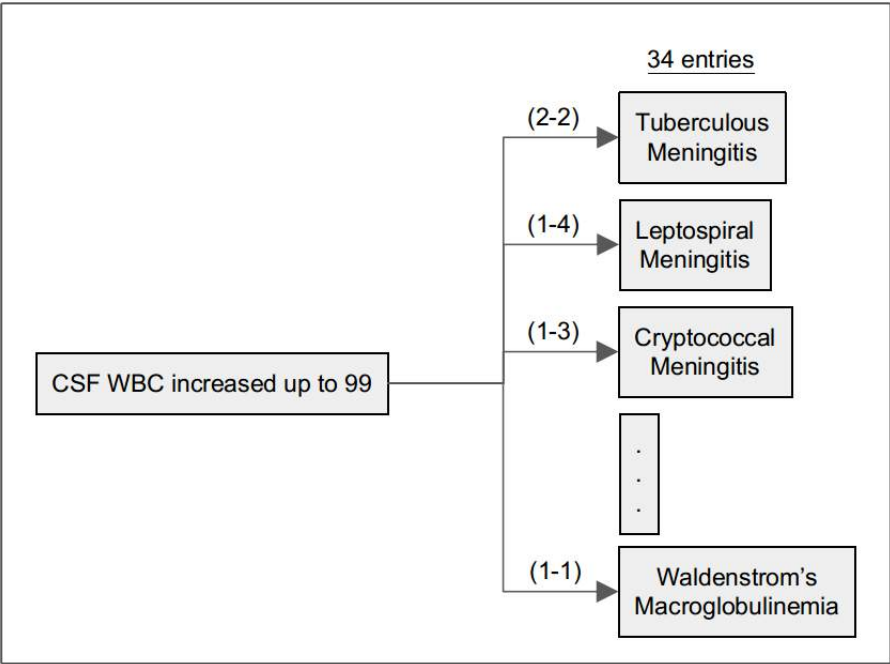 34 entries
(2-2)
Tuberculous
Meningitis
(1-4)
Leptospiral
Meningitis
(1-3)
Cryptococcal
Meningitis
CSF WBC increased up to 99
.
.
.
(1-1)
Waldenstrom’s
Macroglobulinemia